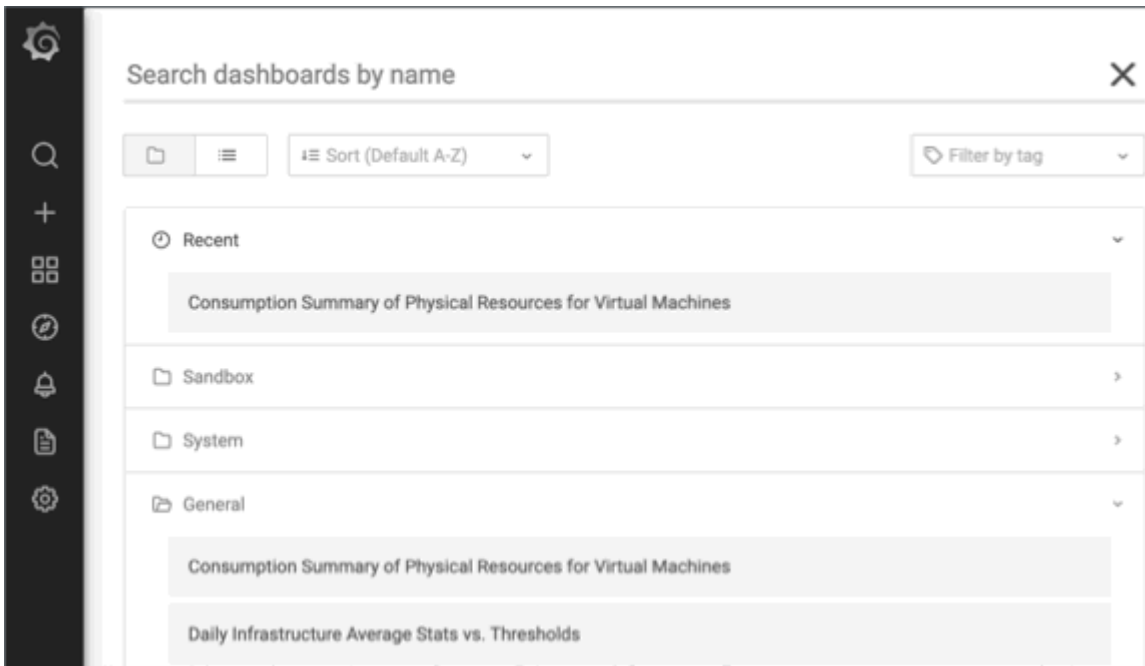 Search dashboards by name
Sort (Default A-Z)
Filter by tag
Recent
Consumption Summary of Physical Resources for Virtual Machines
Sandbox
System
General
Consumption Summary of Physical Resources for Virtual Machines
Daily Infrastructure Average Stats vs. Thresholds